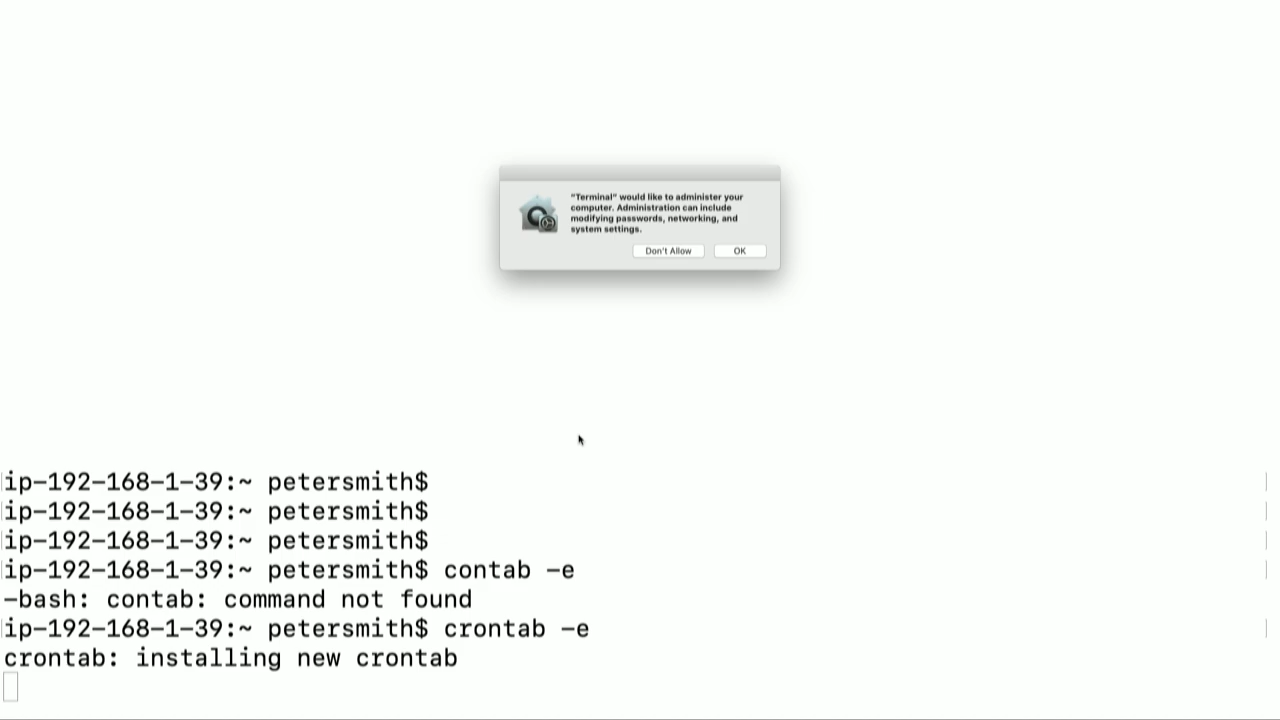 "Terminal" would like to administer your
computer. Administration can include
modifying passwords, networking, and
system settings.
Don't Allow
OK
ip-192-168-1-39:~ petersmith$
ip-192-168-1-39:~ petersmith$
ip-192-168-1-39:~ petersmith$
ip-192-168-1-39:~ petersmith$ contab -e
-bash: contab: command not found
ip-192-168-1-39:~ petersmith$ crontab -e
crontab: installing new crontab